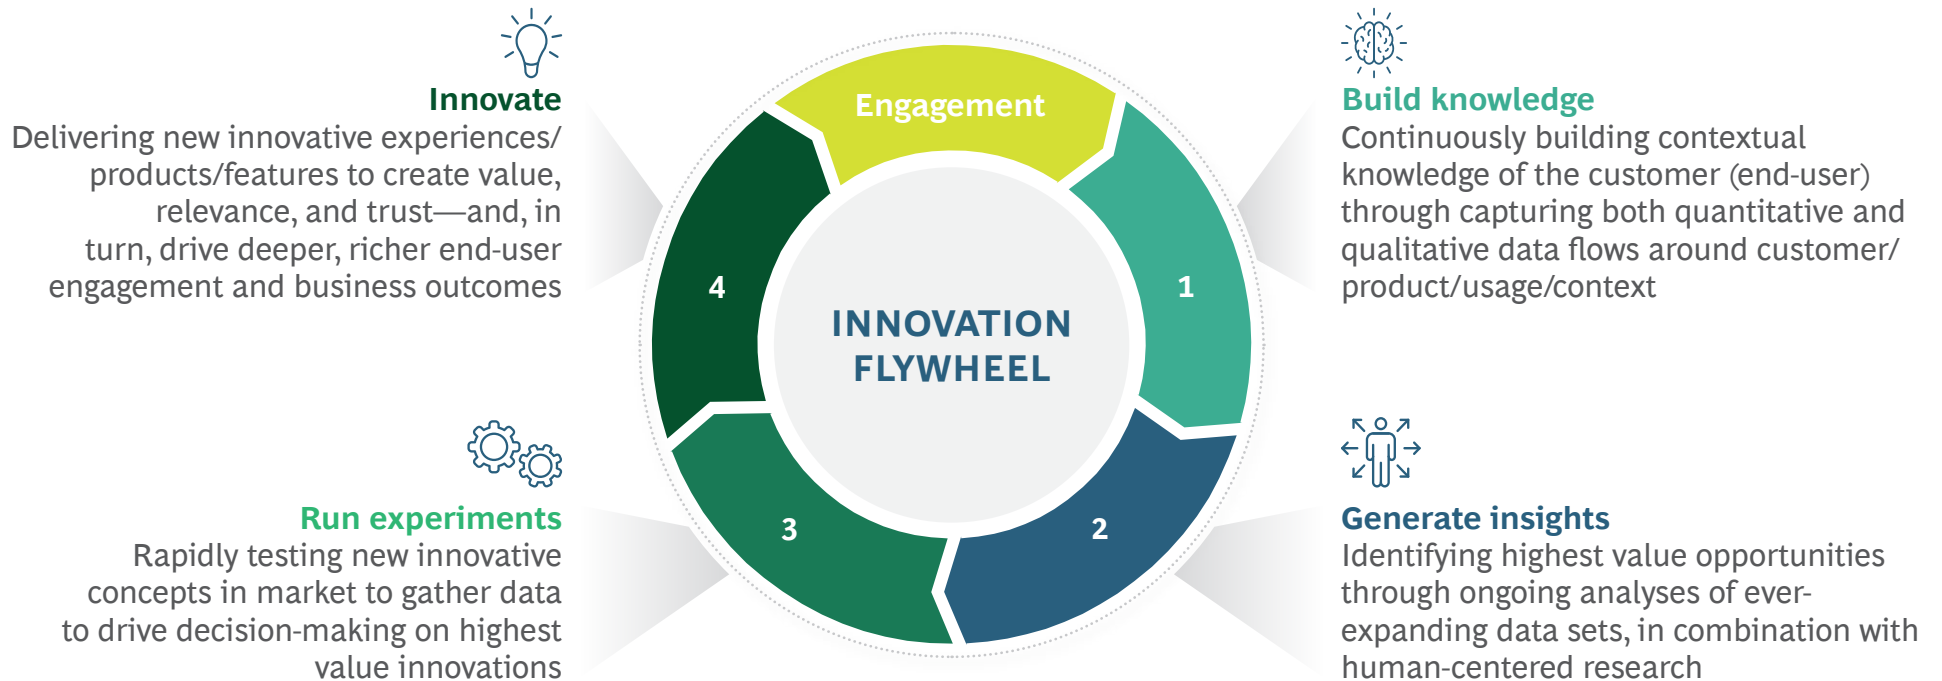 Innovate
Delivering new innovative experiences/
products/features to create value,
relevance, and trust—and, in
turn, drive deeper, richer end-user
engagement and business outcomes
Engagement
Build knowledge
Continuously building contextual
knowledge of the customer (end-user)
through capturing both quantitative and
qualitative data flows around customer/
product/usage/context
4
1
INNOVATION
FLYWHEEL
Run experiments
Rapidly testing new innovative
concepts in market to gather data
to drive decision-making on highest
value innovations
3
2
Generate insights
Identifying highest value opportunities
through ongoing analyses of ever-
expanding data sets, in combination with
human-centered research